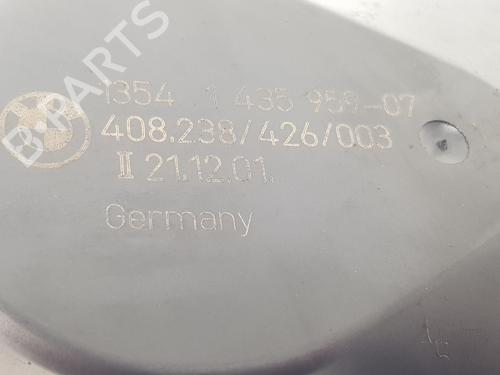 B-PARTS
1354 1 435 959-07
408.238/426/003
II 21.12.01.
Germany